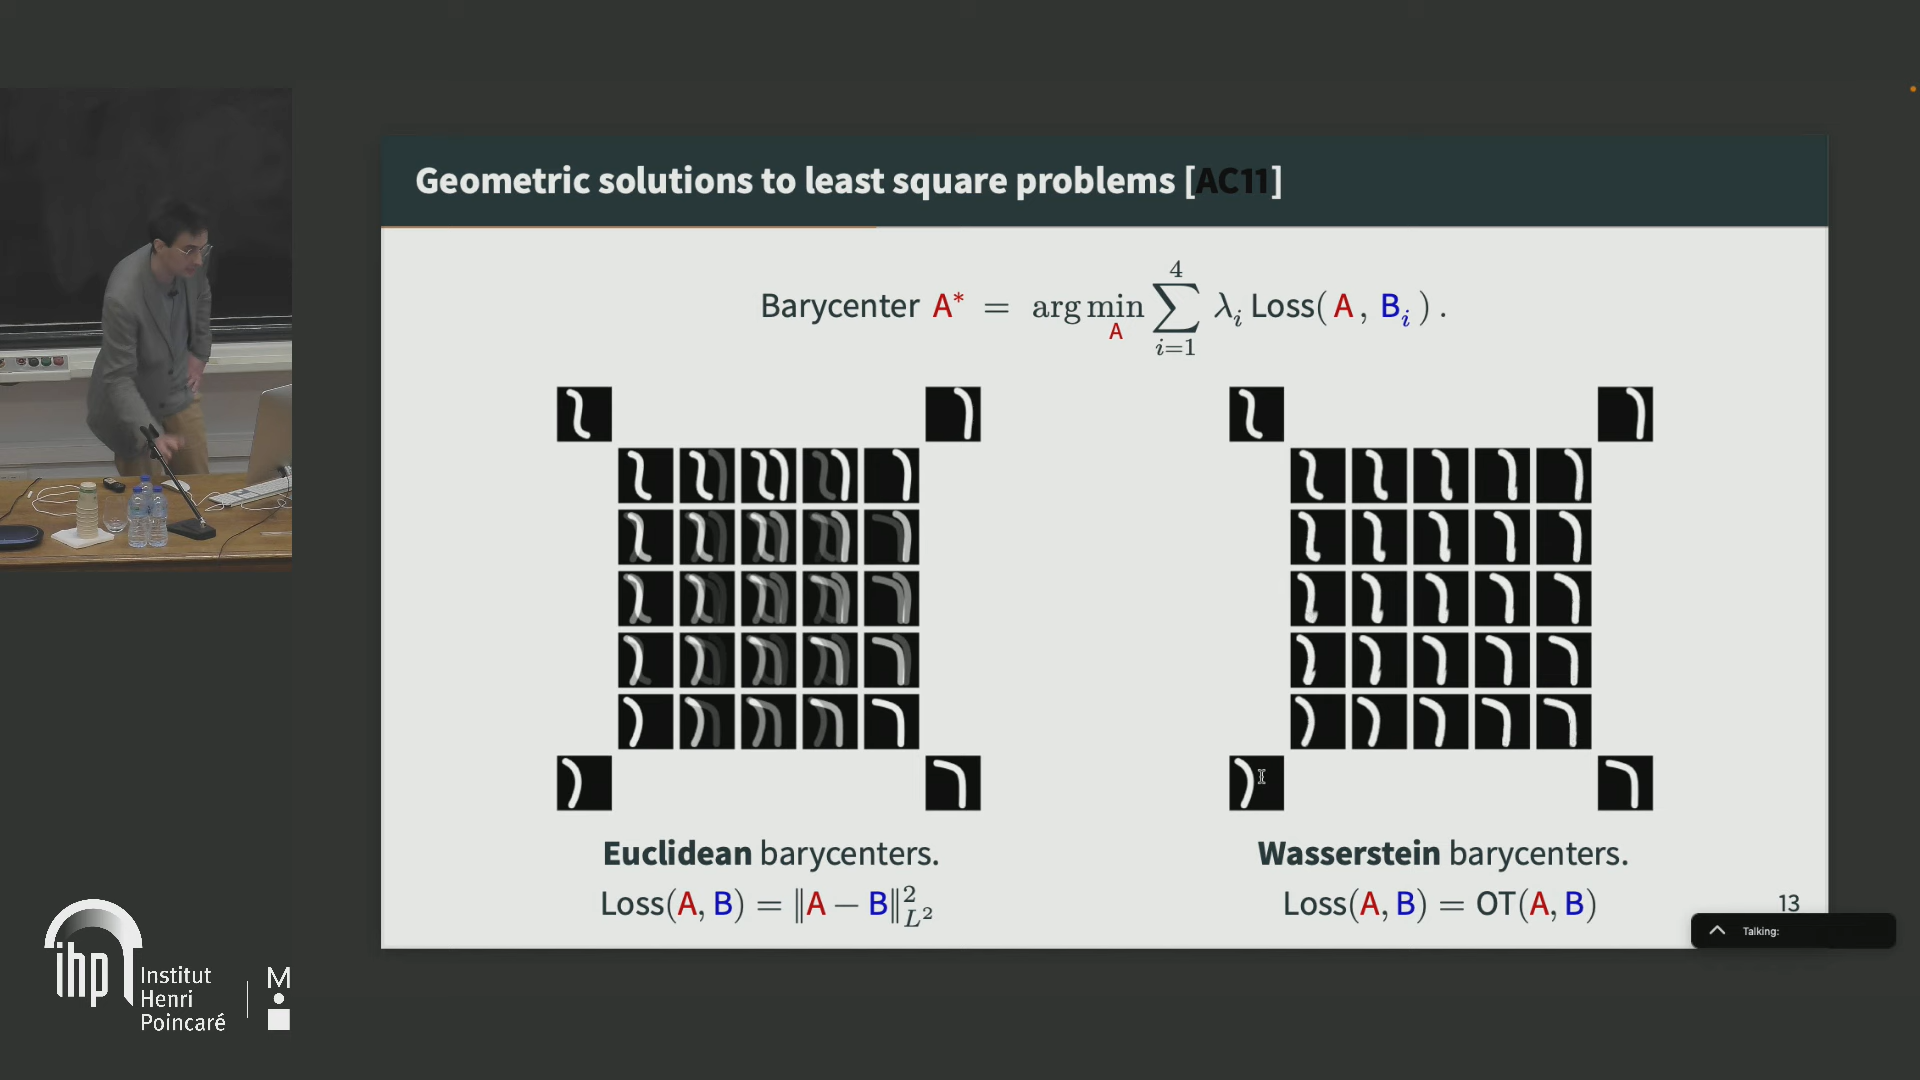 Geometric solutions to least square problems [AC11]
Barycenter A* = arg min_A ∑_{i=1}^{4} λ_i Loss( A , B_i ) .
Euclidean barycenters.
Loss(A, B) = ‖A − B‖²_{L²}
Wasserstein barycenters.
Loss(A, B) = OT(A, B)
13
Talking:
ihp
Institut
Henri
Poincaré
M